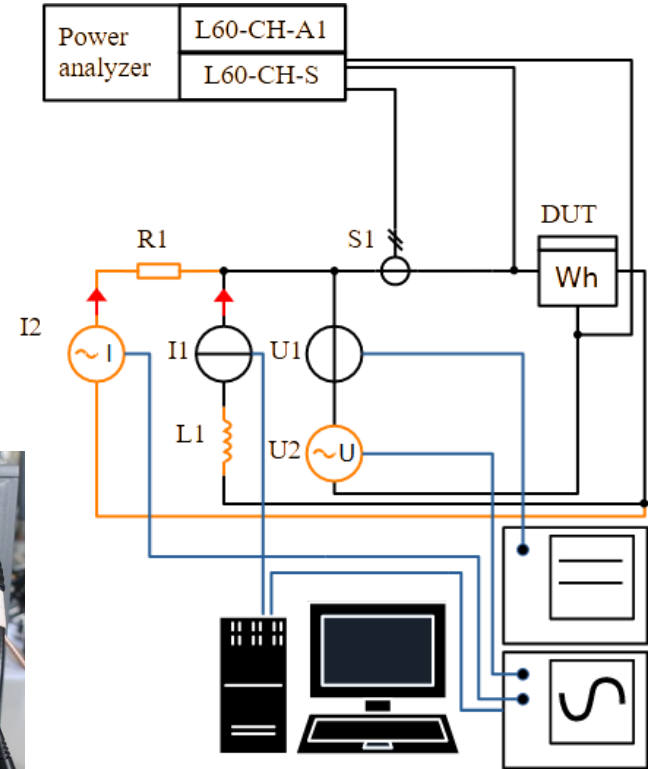 Power
analyzer
L60-CH-A1
L60-CH-S
DUT
R1
S1
Wh
I2
I
I1
U1
L1
U2
U